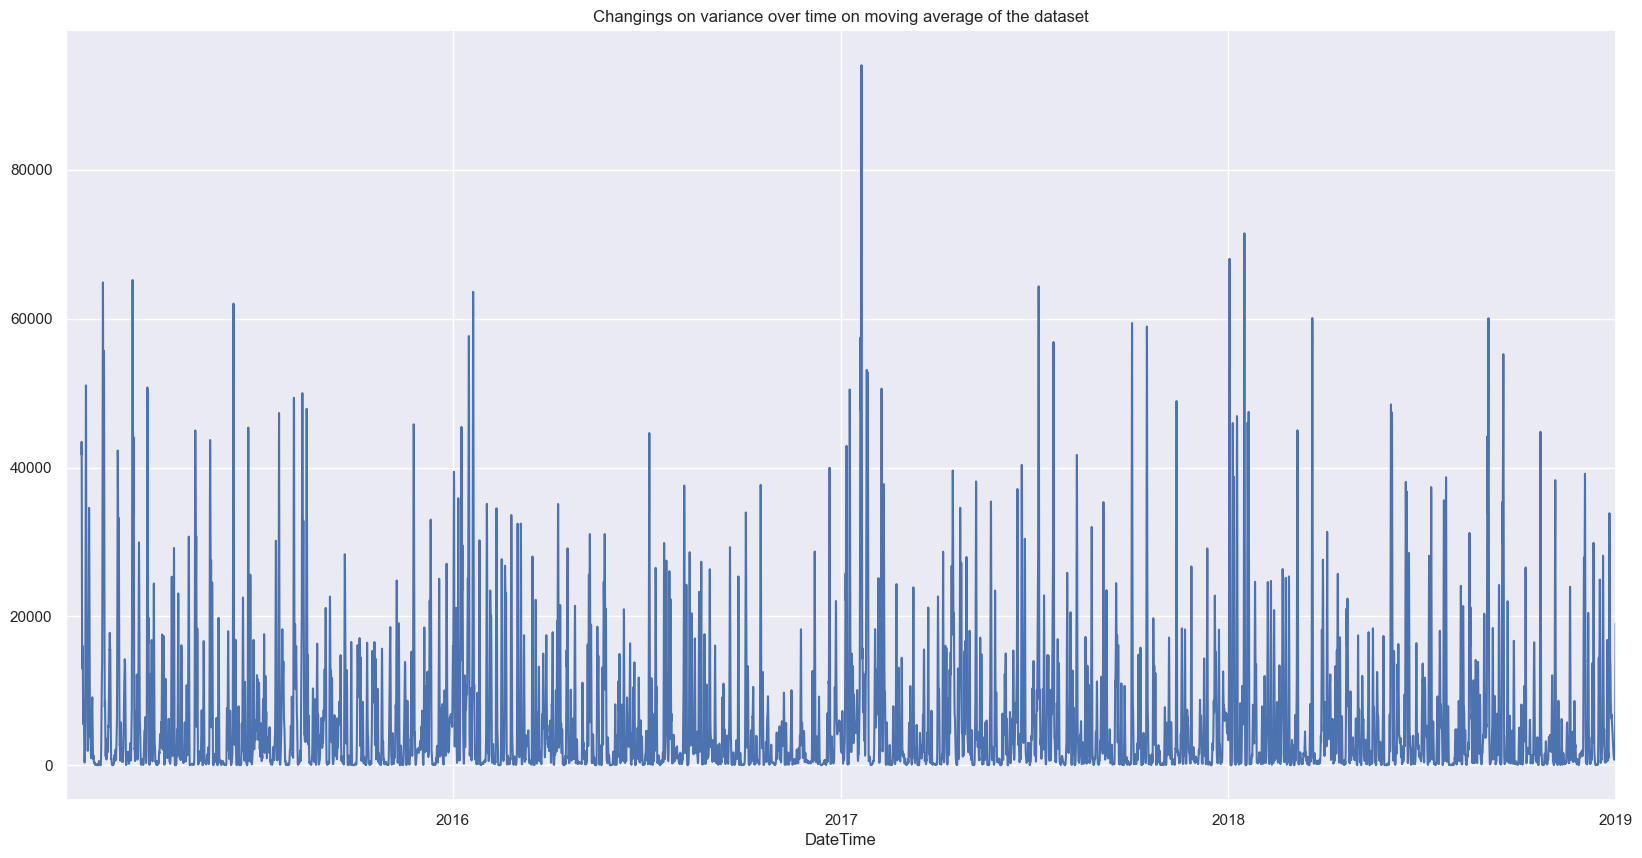 Changings on variance over time on moving average of the dataset
80000
60000
40000
20000
0
2016 2017 2018 2019
DateTime